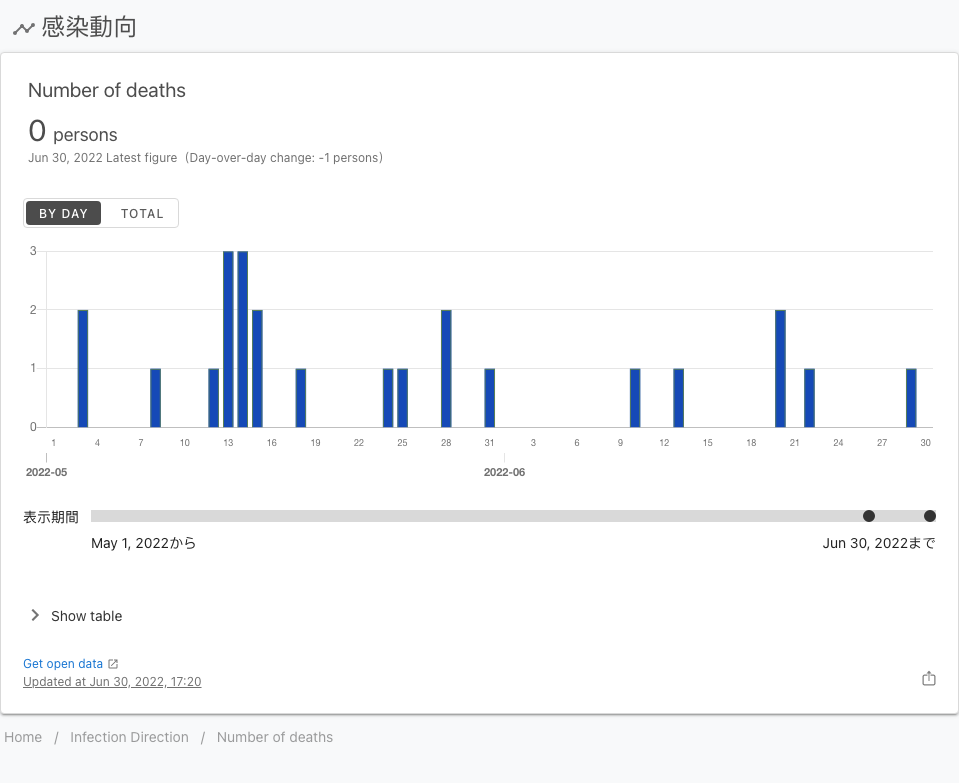 感染動向
Number of deaths
0 persons
Jun 30, 2022 Latest figure (Day-over-day change: -1 persons)
BY DAY TOTAL
3
2
1
0
1 4 7 10 13 16 19 22 25 28 31 3 6 9 12 15 18 21 24 27 30
2022-05 2022-06
表示期間
May 1, 2022から Jun 30, 2022まで
Show table
Get open data
Updated at Jun 30, 2022, 17:20
Home / Infection Direction / Number of deaths